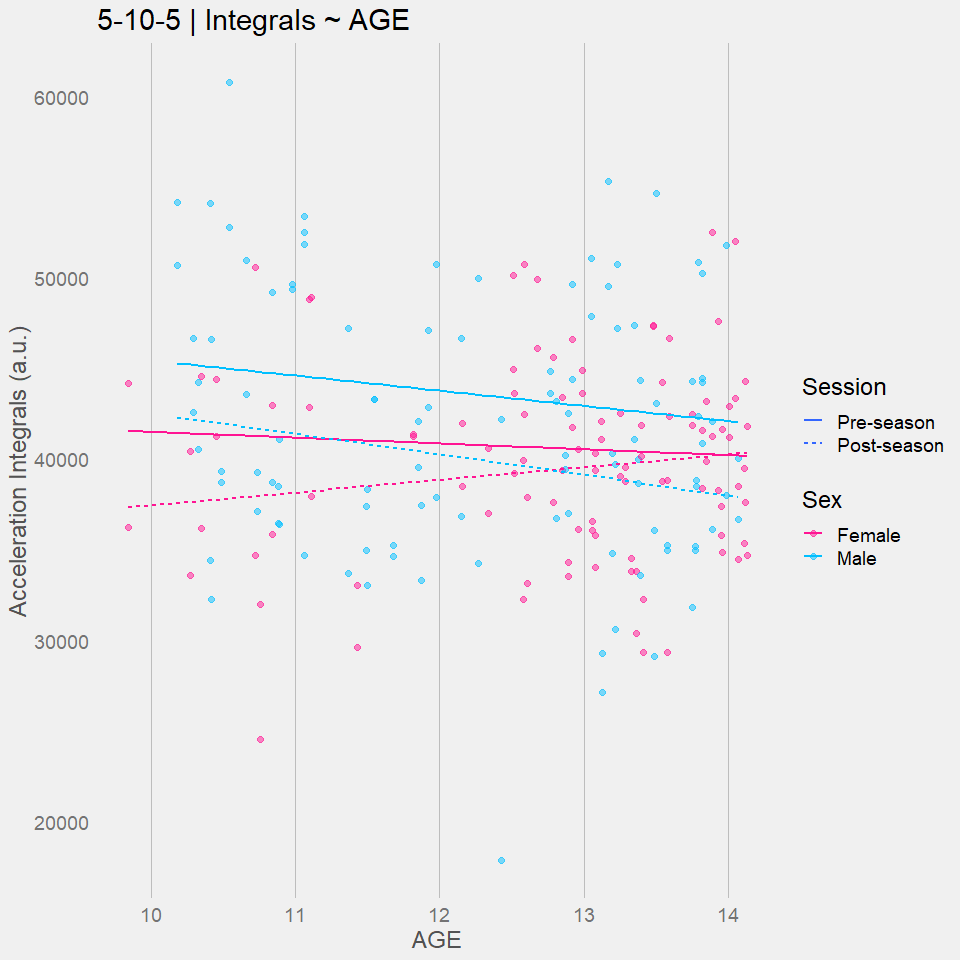 5-10-5 | Integrals ~ AGE
Acceleration Integrals (a.u.)
60000
50000
40000
30000
20000
10
11
12
13
14
AGE
Session
Pre-season
Post-season
Sex
Female
Male